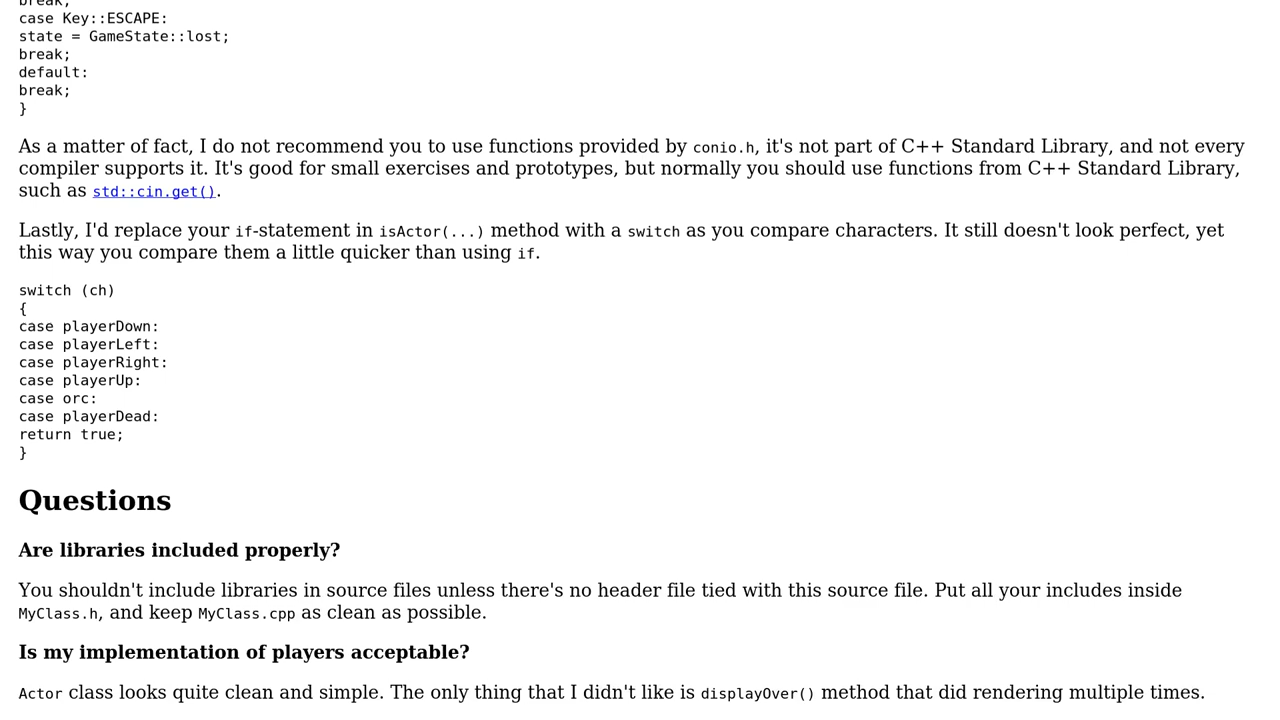 break;
case Key::ESCAPE:
state = GameState::lost;
break;
default:
break;
}
As a matter of fact, I do not recommend you to use functions provided by conio.h, it's not part of C++ Standard Library, and not every
compiler supports it. It's good for small exercises and prototypes, but normally you should use functions from C++ Standard Library,
such as std::cin.get().
Lastly, I'd replace your if-statement in isActor(...) method with a switch as you compare characters. It still doesn't look perfect, yet
this way you compare them a little quicker than using if.
switch (ch)
{
case playerDown:
case playerLeft:
case playerRight:
case playerUp:
case orc:
case playerDead:
return true;
}
Questions
Are libraries included properly?
You shouldn't include libraries in source files unless there's no header file tied with this source file. Put all your includes inside
MyClass.h, and keep MyClass.cpp as clean as possible.
Is my implementation of players acceptable?
Actor class looks quite clean and simple. The only thing that I didn't like is displayOver() method that did rendering multiple times.